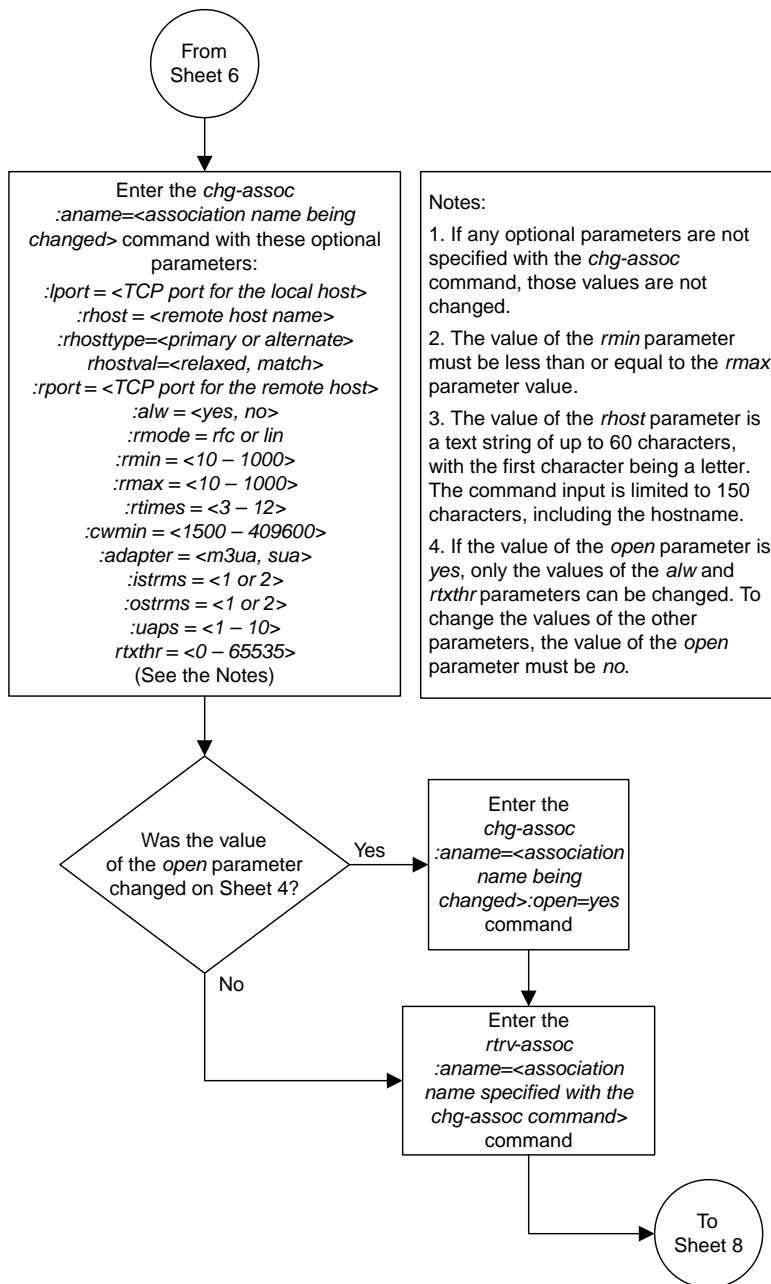 From
Sheet 6
Enter the chg-assoc
:aname=<association name being
changed> command with these optional
parameters:
:lport = <TCP port for the local host>
:rhost = <remote host name>
:rhosttype=<primary or alternate>
rhostval=<relaxed, match>
:rport = <TCP port for the remote host>
:alw = <yes, no>
:rmode = rfc or lin
:rmin = <10 – 1000>
:rmax = <10 – 1000>
:rtimes = <3 – 12>
:cwmin = <1500 – 409600>
:adapter = <m3ua, sua>
:istrms = <1 or 2>
:ostrms = <1 or 2>
:uaps = <1 – 10>
rtxthr = <0 – 65535>
(See the Notes)
Notes:
1. If any optional parameters are not
specified with the chg-assoc
command, those values are not
changed.
2. The value of the rmin parameter
must be less than or equal to the rmax
parameter value.
3. The value of the rhost parameter is
a text string of up to 60 characters,
with the first character being a letter.
The command input is limited to 150
characters, including the hostname.
4. If the value of the open parameter is
yes, only the values of the alw and
rtxthr parameters can be changed. To
change the values of the other
parameters, the value of the open
parameter must be no.
Was the value
of the open parameter
changed on Sheet 4?
Yes
No
Enter the
chg-assoc
:aname=<association
name being
changed>:open=yes
command
Enter the
rtrv-assoc
:aname=<association
name specified with the
chg-assoc command>
command
To
Sheet 8